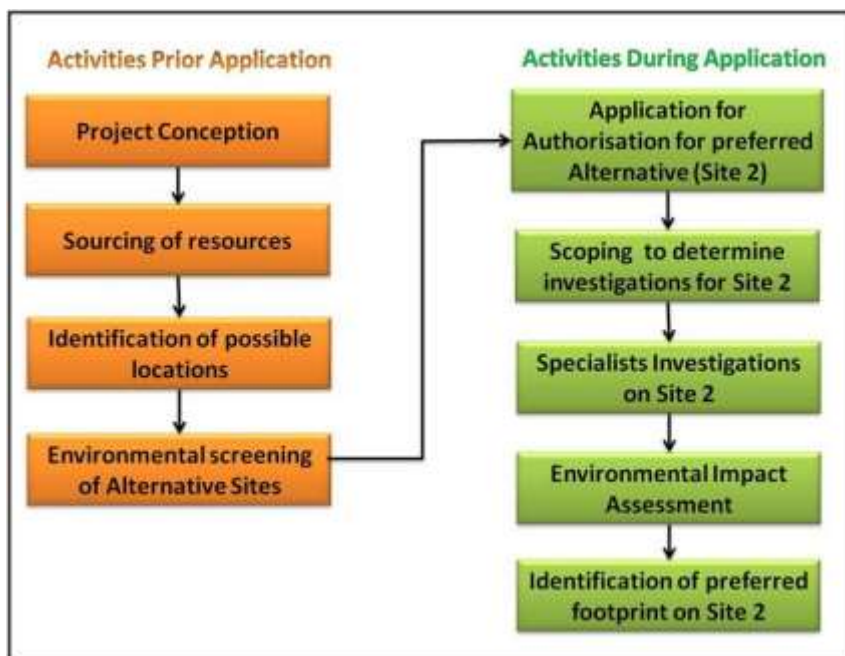 Activities Prior Application
Project Conception
Sourcing of resources
Identification of possible
locations
Environmental screening
of Alternative Sites
Activities During Application
Application for
Authorisation for preferred
Alternative (Site 2)
Scoping to determine
investigations for Site 2
Specialists Investigations
on Site 2
Environmental Impact
Assessment
Identification of preferred
footprint on Site 2